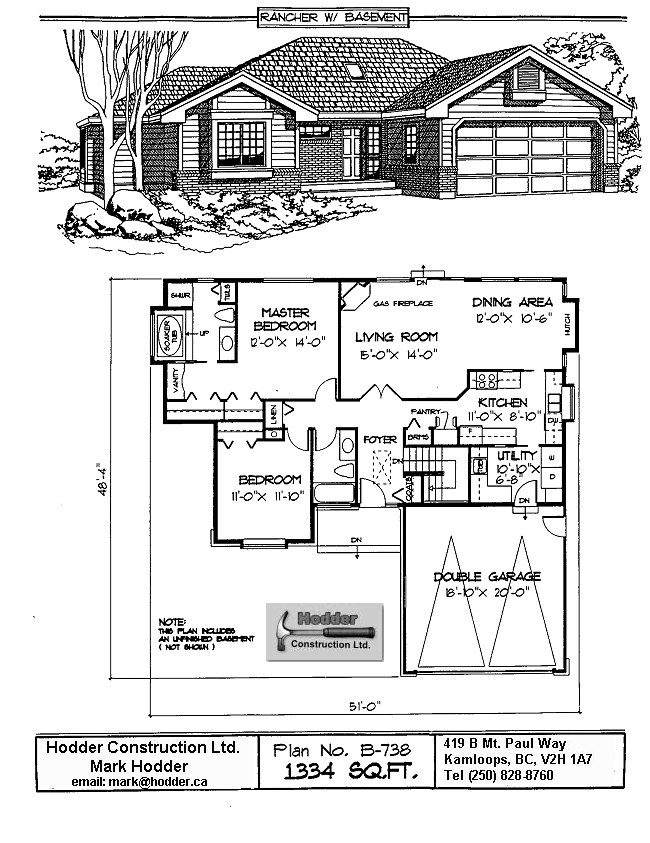 RANCHER W/ BASEMENT
DN
SHWR
TWLS
GAS FIREPLACE
DINING AREA
12'-0"X 10'-6"
HUTCH
MASTER
BEDROOM
12'-0"X 14'-0"
SOAKER
TUB
UP
LIVING ROOM
15'-0"X 14'-0"
VANITY
LINEN
PANTRY
KITCHEN
11'-0"X 8'-10"
DW
F
BRMS
FOYER
DN
COATS
UTILITY
10'-10"X
6'-8"
W
D
BEDROOM
11'-0"X 11'-10"
DN
DN
48'-4"
DOUBLE GARAGE
18'-10"X 20'-0"
NOTE:
THIS PLAN INCLUDES
AN UNFINISHED BASEMENT
( NOT SHOWN )
Hodder
Construction Ltd.
51'-0"
Hodder Construction Ltd.
Mark Hodder
email: mark@hodder.ca
Plan No. B-738
1334 SQ.FT.
419 B Mt. Paul Way
Kamloops, BC, V2H 1A7
Tel (250) 828-8760